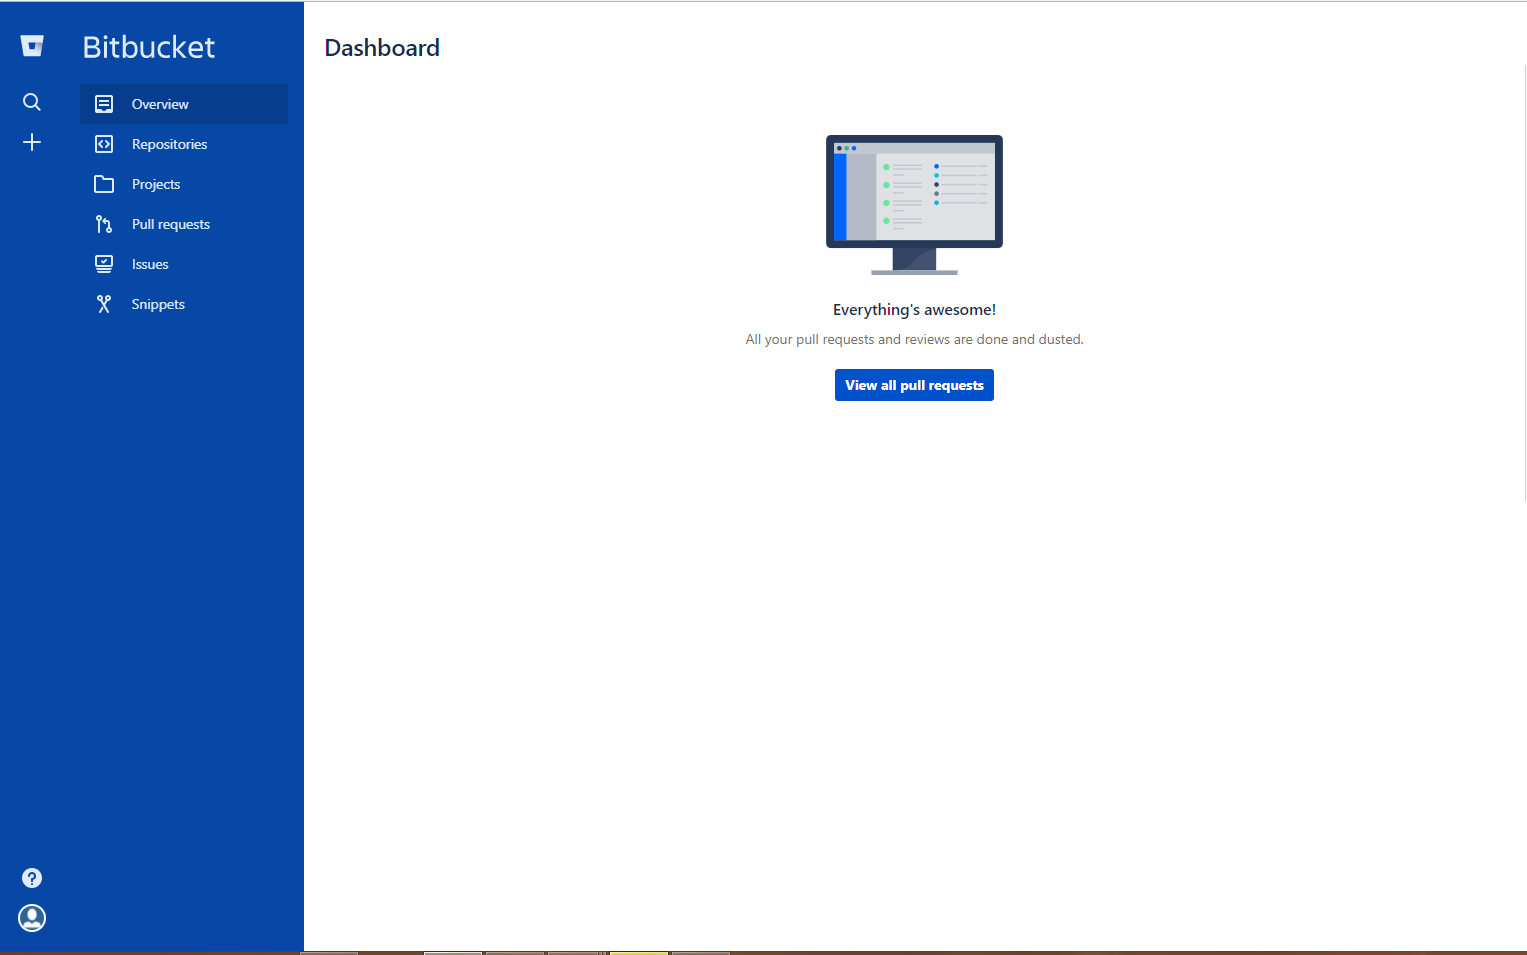 Bitbucket
Overview
Repositories
Projects
Pull requests
Issues
Snippets
Dashboard
Everything's awesome!
All your pull requests and reviews are done and dusted.
View all pull requests